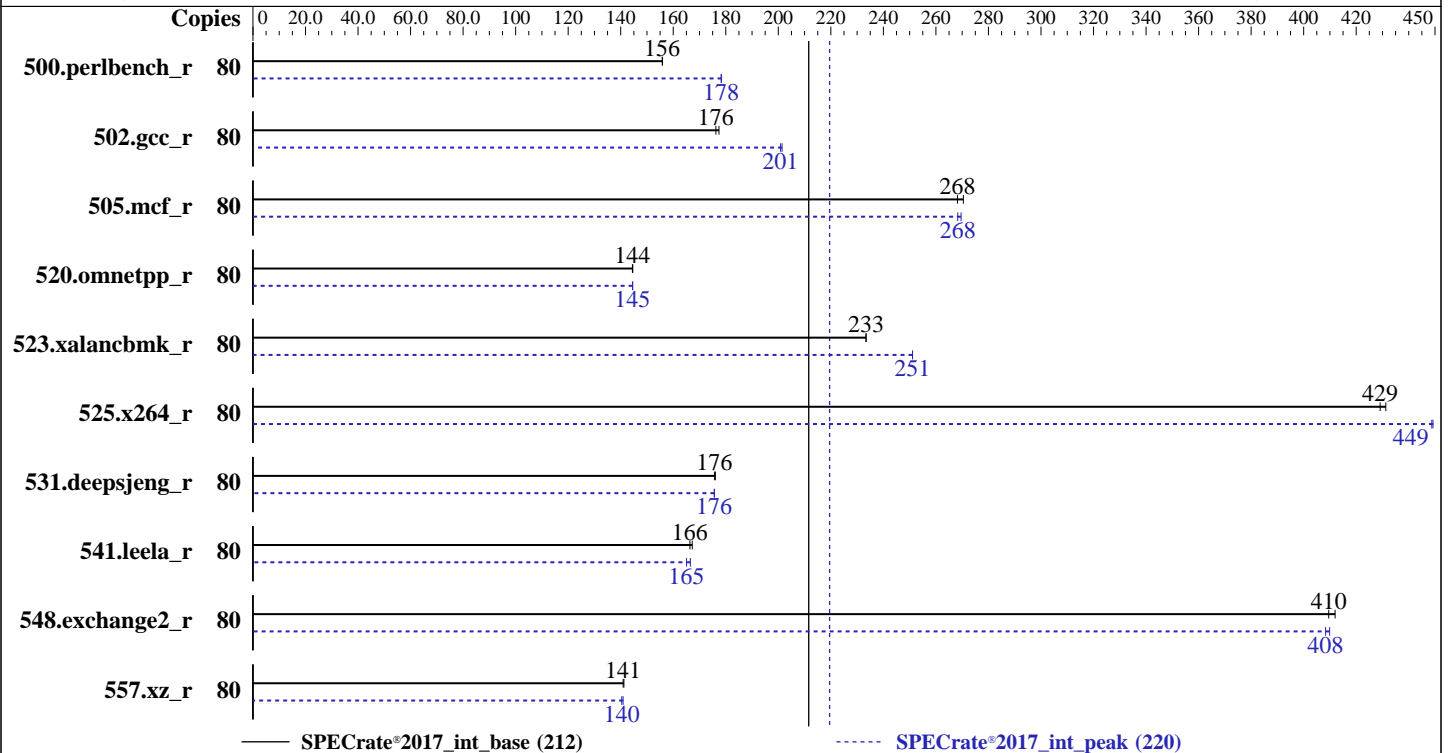 Copies 0 20.0 40.0 60.0 80.0 100 120 140 160 180 200 220 240 260 280 300 320 340 360 380 400 420 450
156
500.perlbench_r 80
178
176
502.gcc_r 80
201
268
505.mcf_r 80
268
144
520.omnetpp_r 80
145
233
523.xalancbmk_r 80
251
429
525.x264_r 80
449
176
531.deepsjeng_r 80
176
166
541.leela_r 80
165
410
548.exchange2_r 80
408
141
557.xz_r 80
140
SPECrate®2017_int_base (212) SPECrate®2017_int_peak (220)